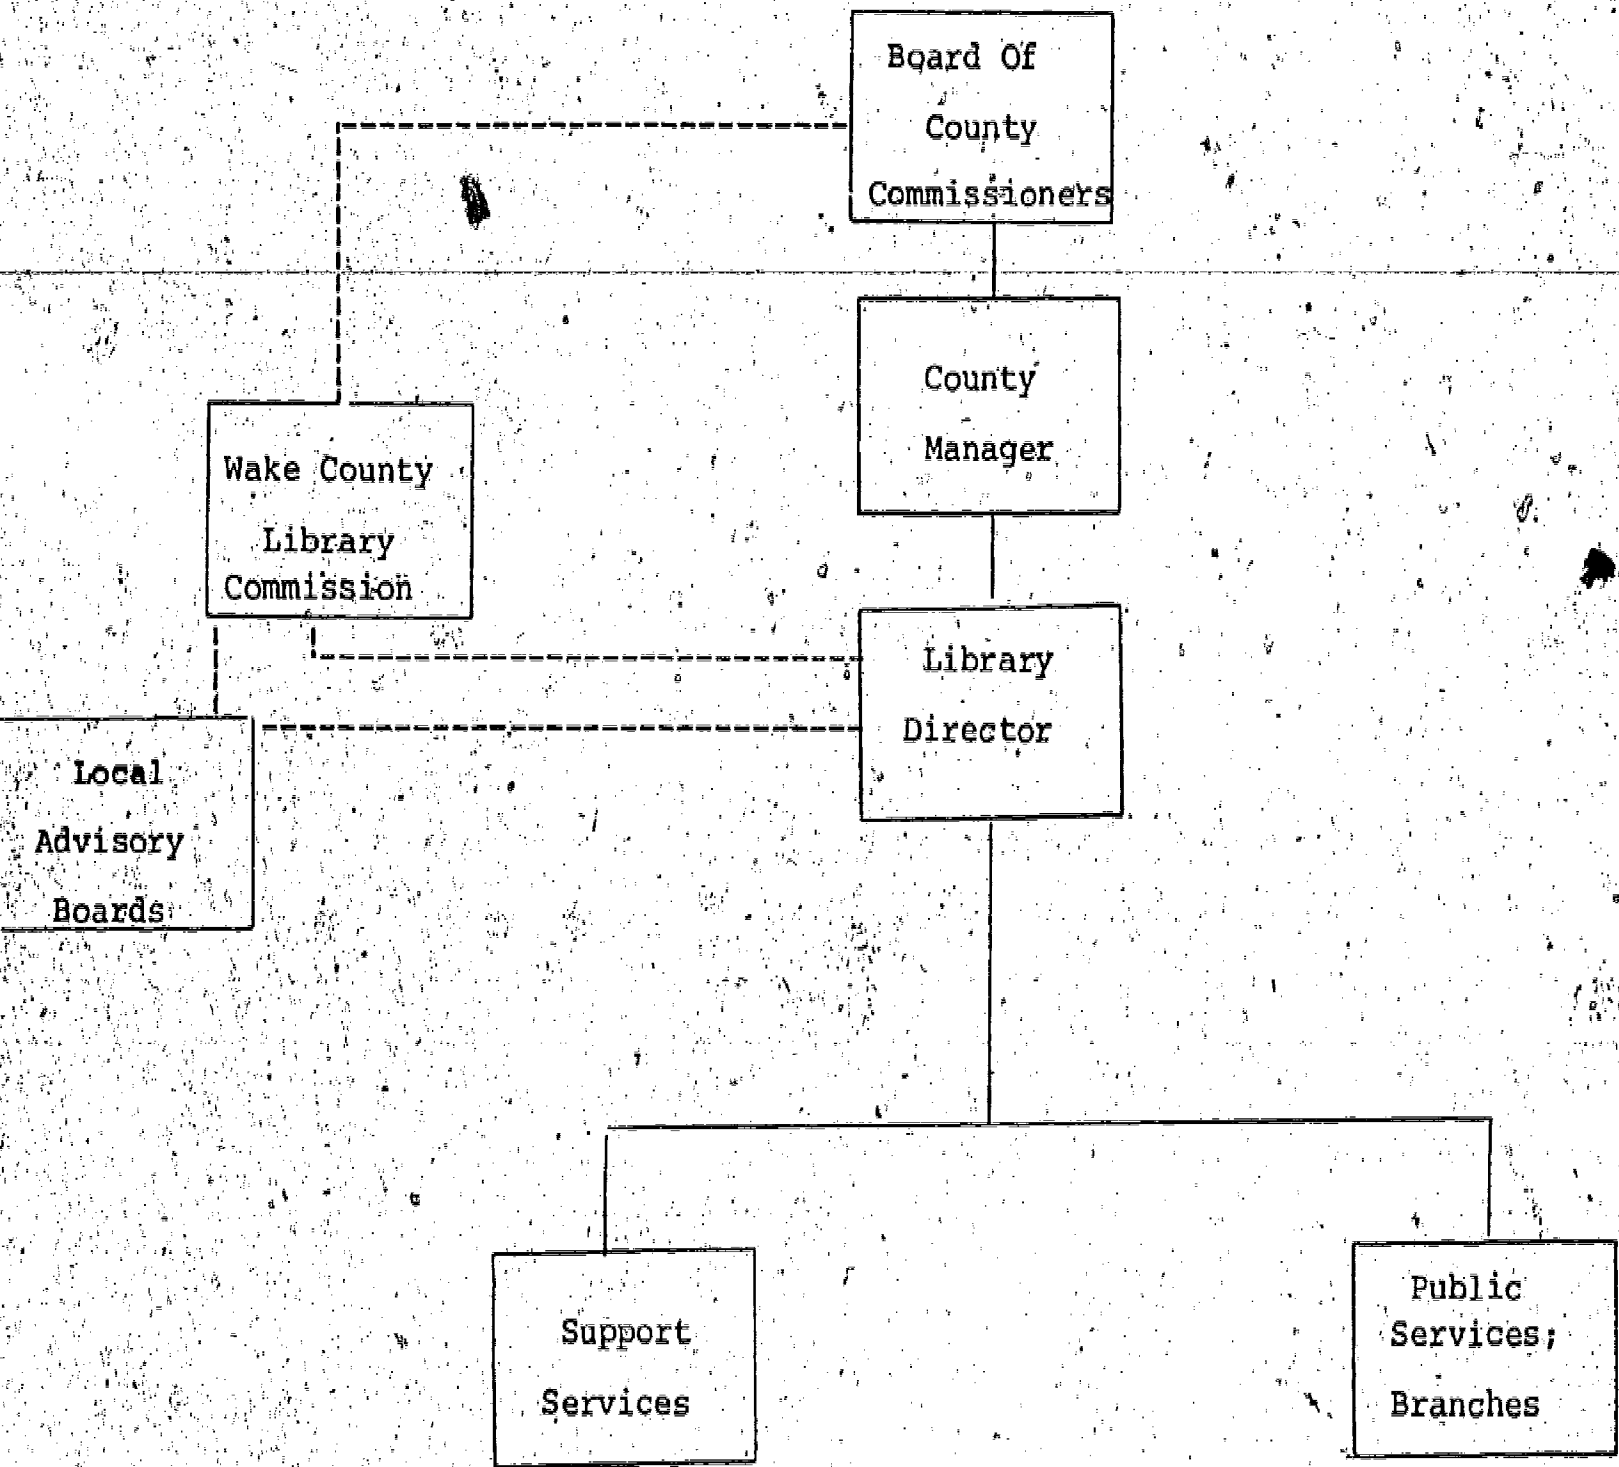 Board Of
County
Commissioners
County
Manager
Wake County
Library
Commission
Library
Director
Local
Advisory
Boards
Support
Services
Public
Services;
Branches